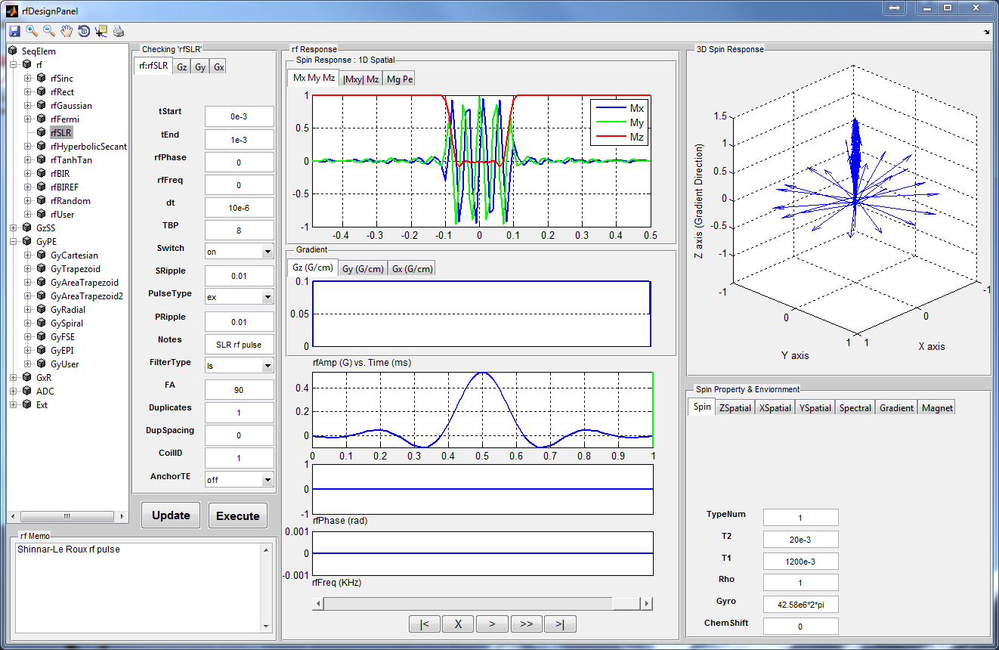 rfDesignPanel
SeqElem
rf
rfSinc
rfRect
rfGaussian
rfFermi
rfSLR
rfHyperbolicSecant
rfTanhTan
rfBIR
rfBIREF
rfRandom
rfUser
GzSS
GyPE
GyCartesian
GyTrapezoid
GyAreaTrapezoid
GyAreaTrapezoid2
GyRadial
GySpiral
GyFSE
GyEPI
GyUser
GxR
ADC
Ext
Checking 'rfSLR'
rf:rfSLR Gz Gy Gx
tStart 0e-3
tEnd 1e-3
rfPhase 0
rfFreq 0
dt 10e-6
TBP 8
Switch on
SRipple 0.01
PulseType ex
PRipple 0.01
Notes SLR rf pulse
FilterType ls
FA 90
Duplicates 1
DupSpacing 0
CoilID 1
AnchorTE off
Update Execute
rf Memo
Shinnar-Le Roux rf pulse
rf Response
Spin Response : 1D Spatial
Mx My Mz |Mxy| Mz Mg Pe
1
0.5
0
-0.5
-1
Mx
My
Mz
-0.4 -0.3 -0.2 -0.1 0 0.1 0.2 0.3 0.4 0.5
Gradient
Gz (G/cm) Gy (G/cm) Gx (G/cm)
0.1
0.05
0
rfAmp (G) vs. Time (ms)
0.4
0.2
0
0 0.1 0.2 0.3 0.4 0.5 0.6 0.7 0.8 0.9 1
1
0
-1
rfPhase (rad)
0.001
0
-0.001
rfFreq (KHz)
|< X > >> >|
3D Spin Response
Z axis (Gradient Direction)
1.5
1
0.5
0
-0.5
-1
-1 0 1
Y axis
1 0 -1
X axis
Spin Property & Enviornment
Spin ZSpatial XSpatial YSpatial Spectral Gradient Magnet
TypeNum 1
T2 20e-3
T1 1200e-3
Rho 1
Gyro 42.58e6*2*pi
ChemShift 0